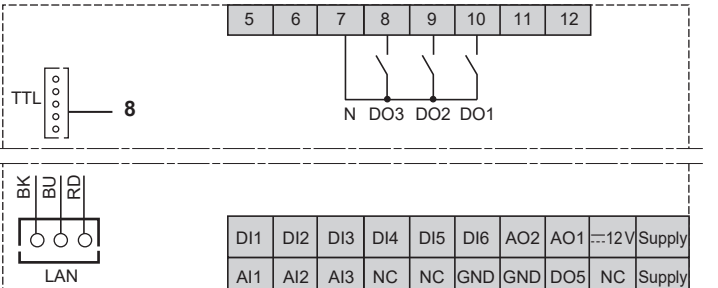 5 6 7 8 9 10 11 12
TTL
8
N DO3 DO2 DO1
BK BU RD
LAN
DI1 DI2 DI3 DI4 DI5 DI6 AO2 AO1 ⎓12V Supply
AI1 AI2 AI3 NC NC GND GND DO5 NC Supply